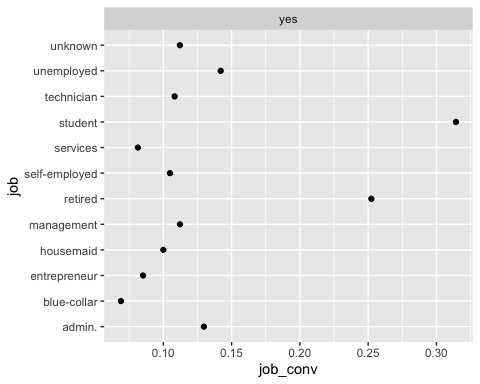 yes
unknown
unemployed
technician
student
services
self-employed
retired
management
housemaid
entrepreneur
blue-collar
admin.
job
0.10 0.15 0.20 0.25 0.30
job_conv